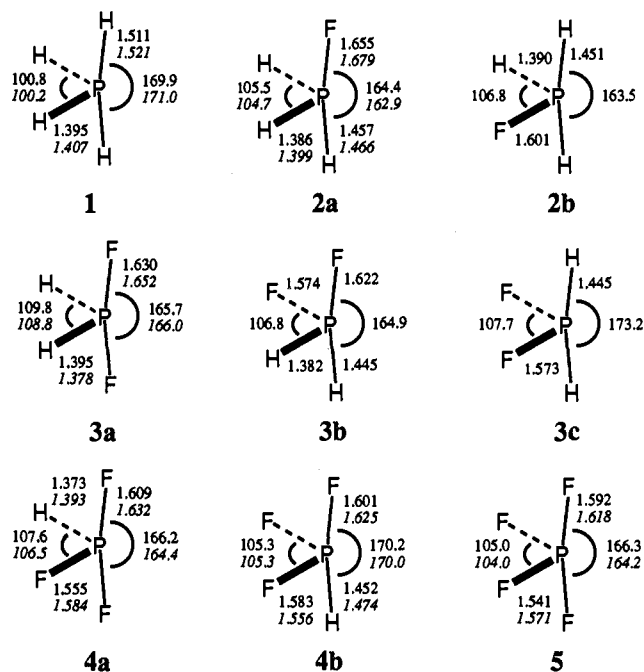 H
1.511
1.521
H
100.8
100.2
P
169.9
171.0
H
1.395
1.407
H
1
F
1.655
1.679
H
105.5
104.7
P
164.4
162.9
H
1.386
1.399
1.457
1.466
H
2a
H
1.390
1.451
H
106.8
P
163.5
F
1.601
H
2b
F
1.630
1.652
H
109.8
108.8
P
165.7
166.0
H
1.395
1.378
F
3a
F
1.574
1.622
F
106.8
P
164.9
H
1.382
1.445
H
3b
H
1.445
F
107.7
P
173.2
F
1.573
H
3c
1.373
1.393
F
1.609
1.632
H
107.6
106.5
P
166.2
164.4
F
1.555
1.584
F
4a
F
1.601
1.625
F
105.3
105.3
P
170.2
170.0
F
1.583
1.556
1.452
1.474
H
4b
F
1.592
1.618
F
105.0
104.0
P
166.3
164.2
F
1.541
1.571
F
5